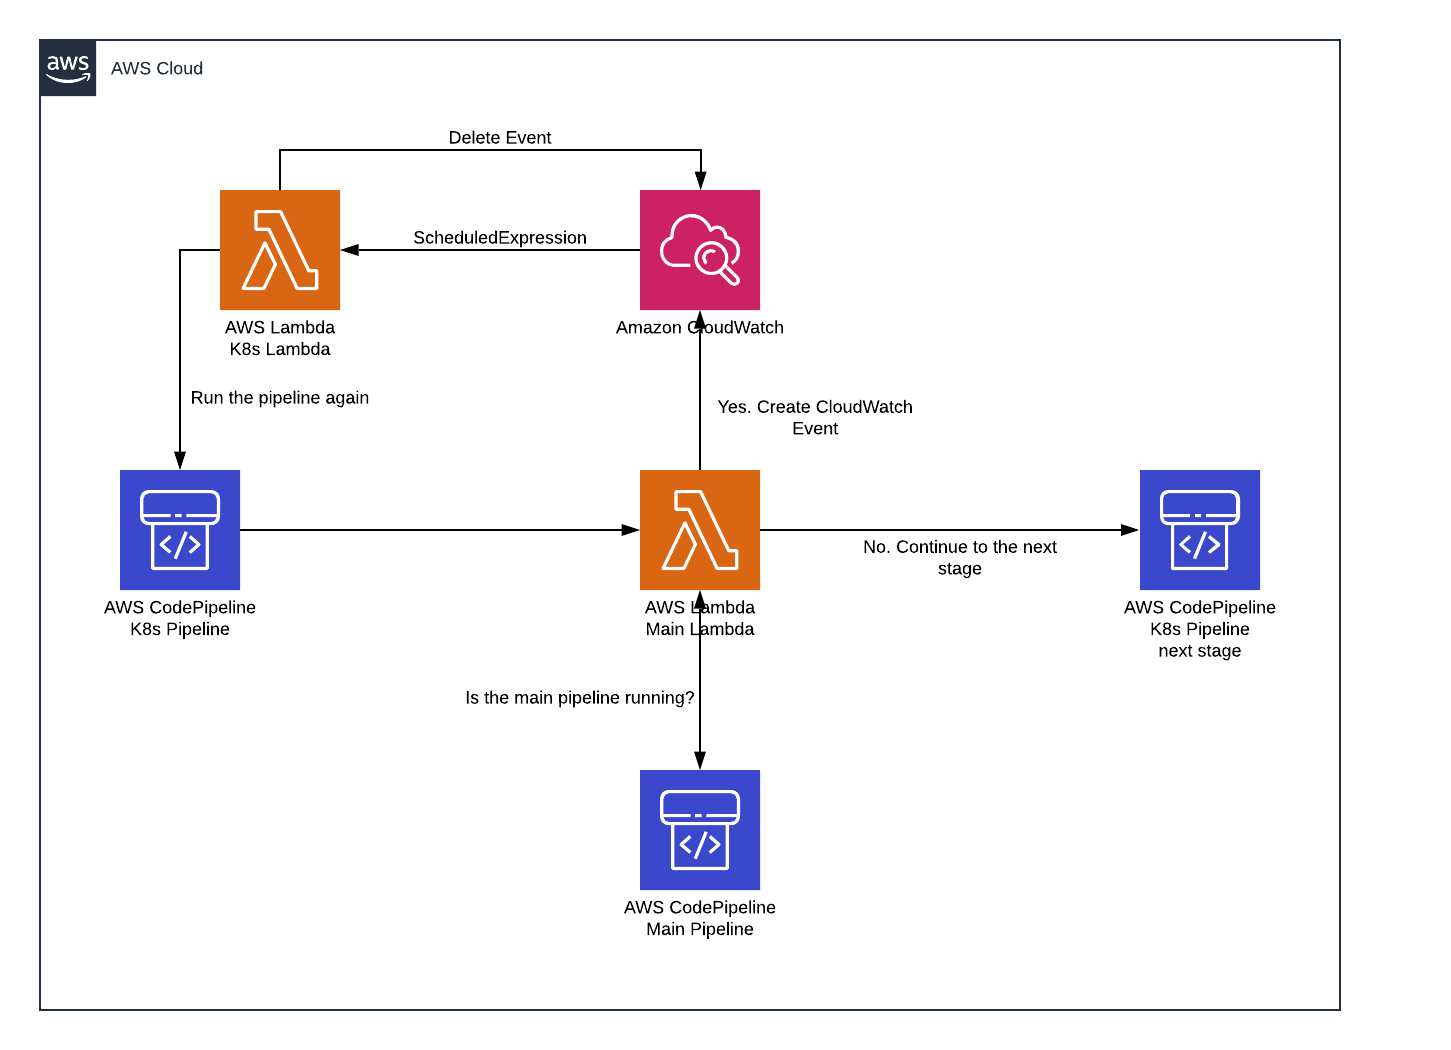 aws
AWS Cloud
Delete Event
ScheduledExpression
AWS Lambda
K8s Lambda
Amazon CloudWatch
Run the pipeline again
Yes. Create CloudWatch
Event
AWS CodePipeline
K8s Pipeline
AWS Lambda
Main Lambda
No. Continue to the next
stage
AWS CodePipeline
K8s Pipeline
next stage
Is the main pipeline running?
AWS CodePipeline
Main Pipeline